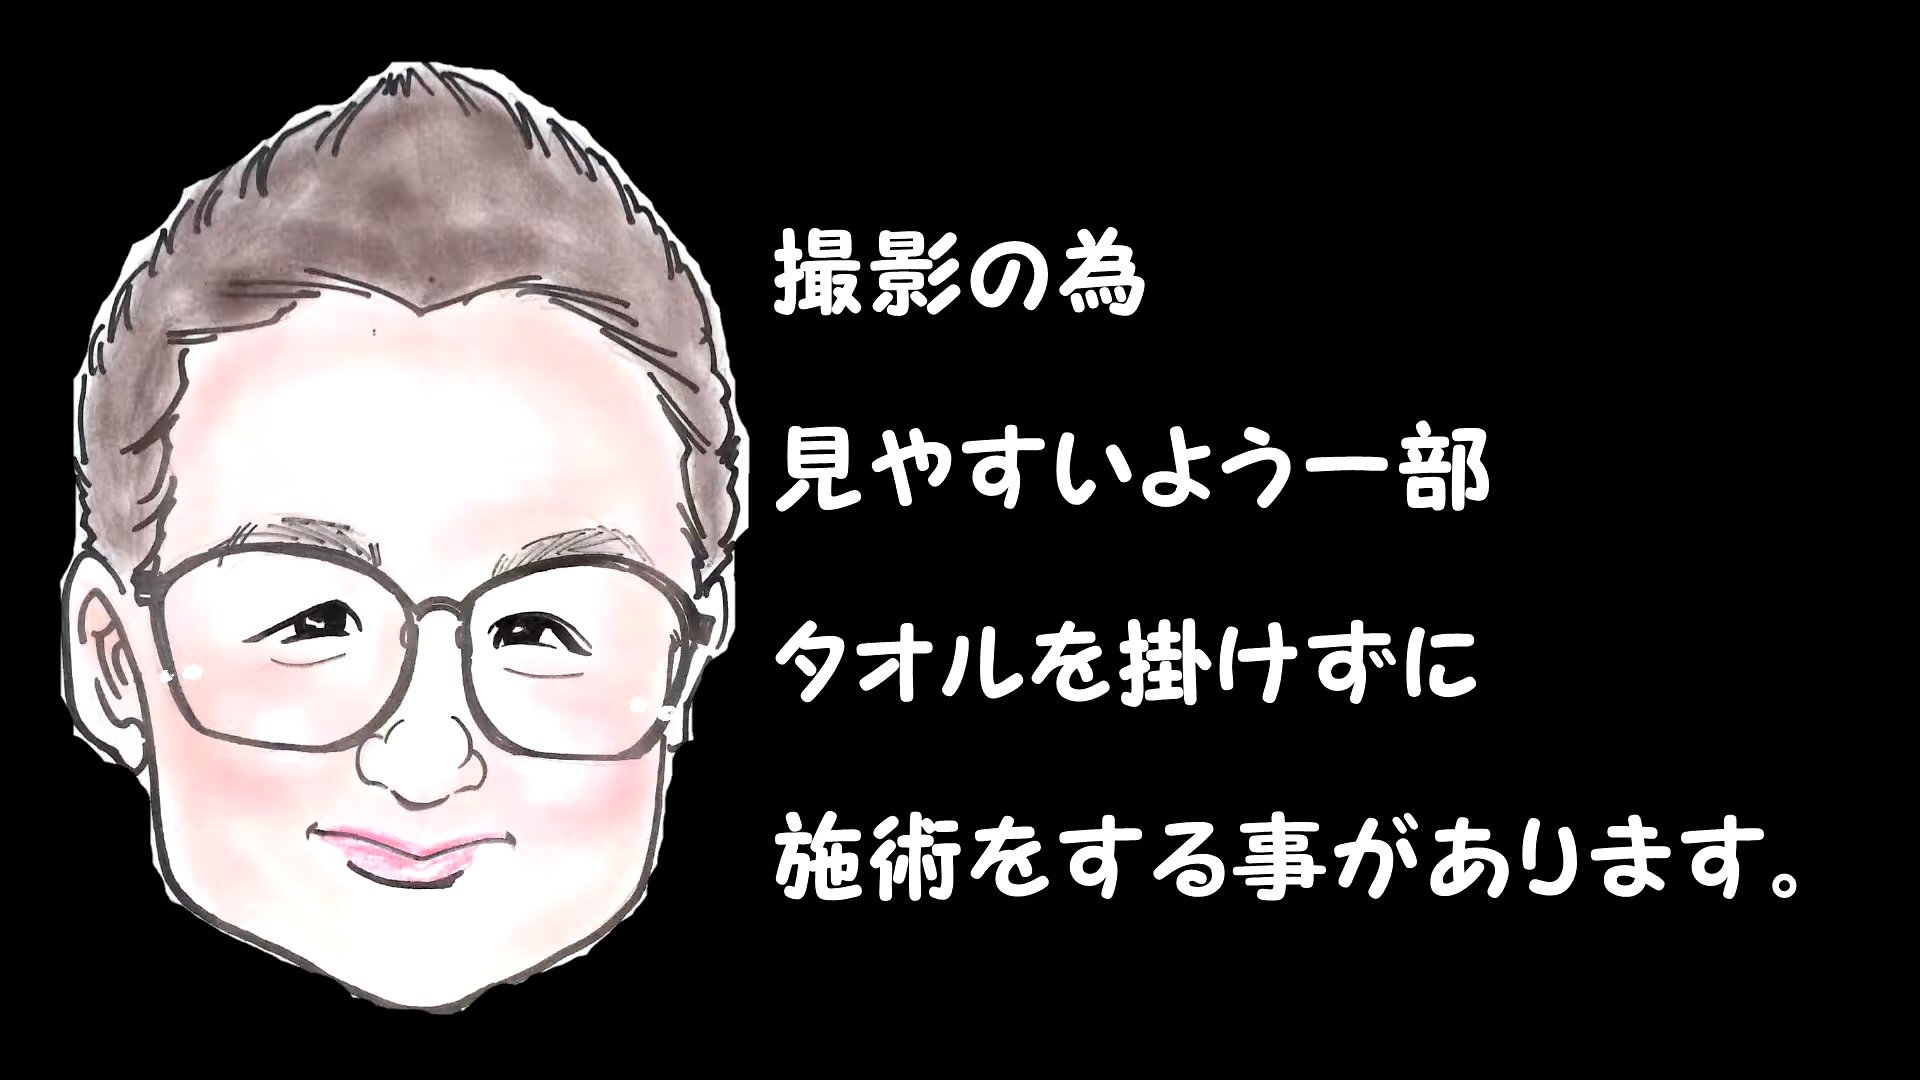 撮影の為
見やすいよう一部
タオルを掛けずに
施術をする事があります。